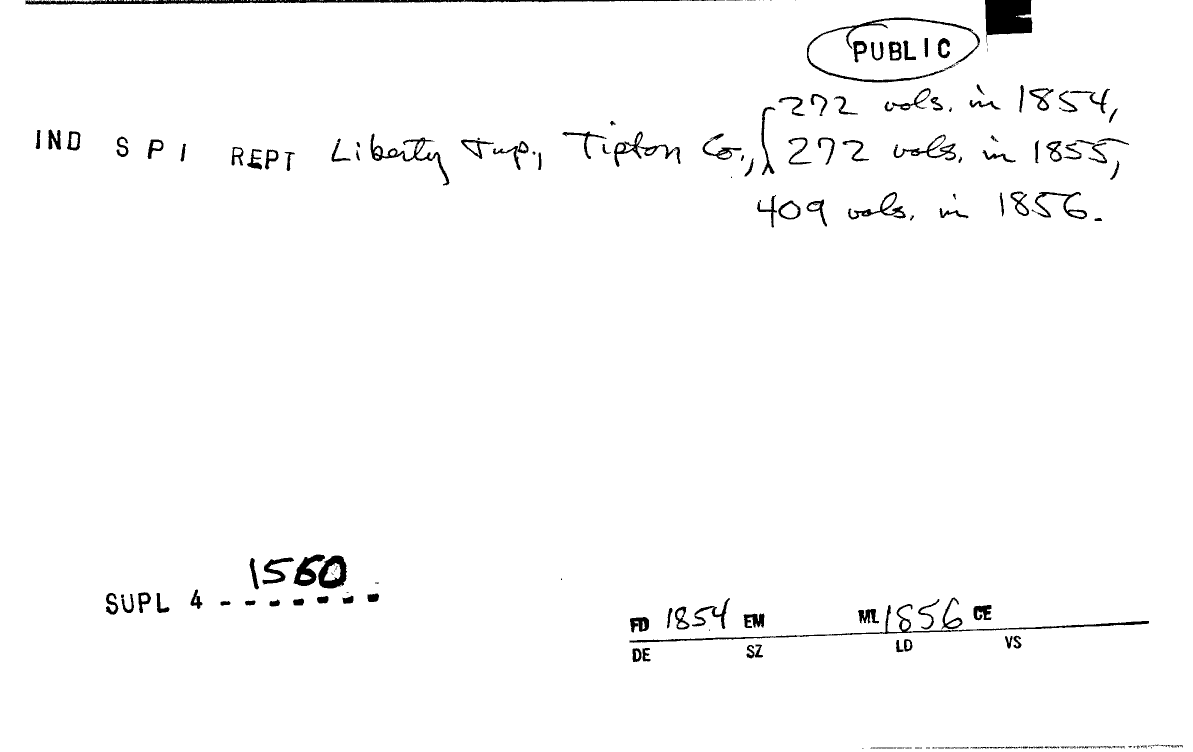 PUBLIC
272 vols. in 1854,
IND S P I REPT Liberty Twp., Tipton Co., 272 vols. in 1855,
409 vols. in 1856.
SUPL 4 1560
FD 1854 EM ML 1856 CE
DE SZ LD VS